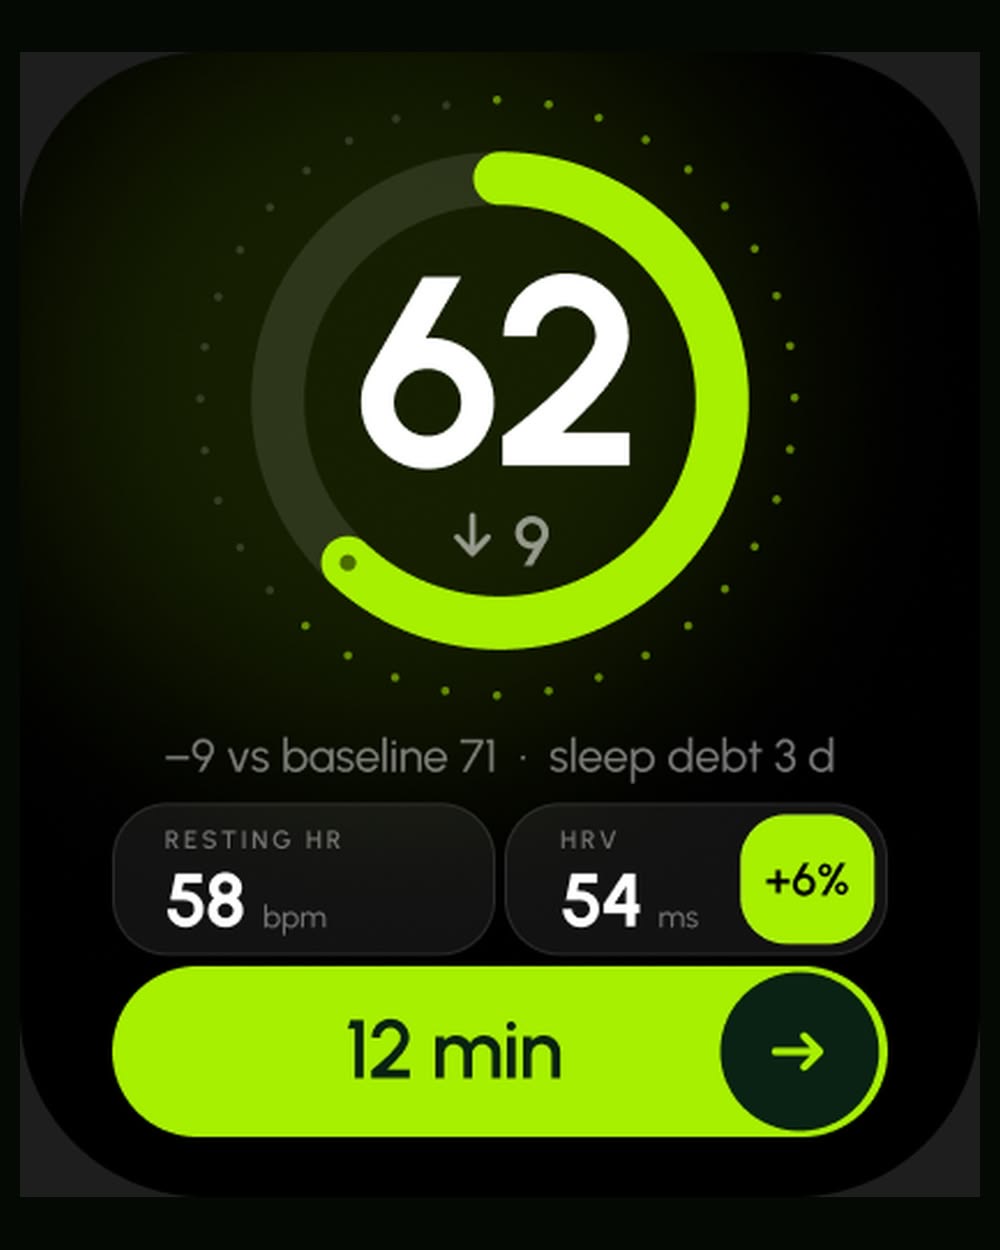 62
↓ 9
–9 vs baseline 71 · sleep debt 3 d
RESTING HR
58 bpm
HRV
54 ms
+6%
12 min
→